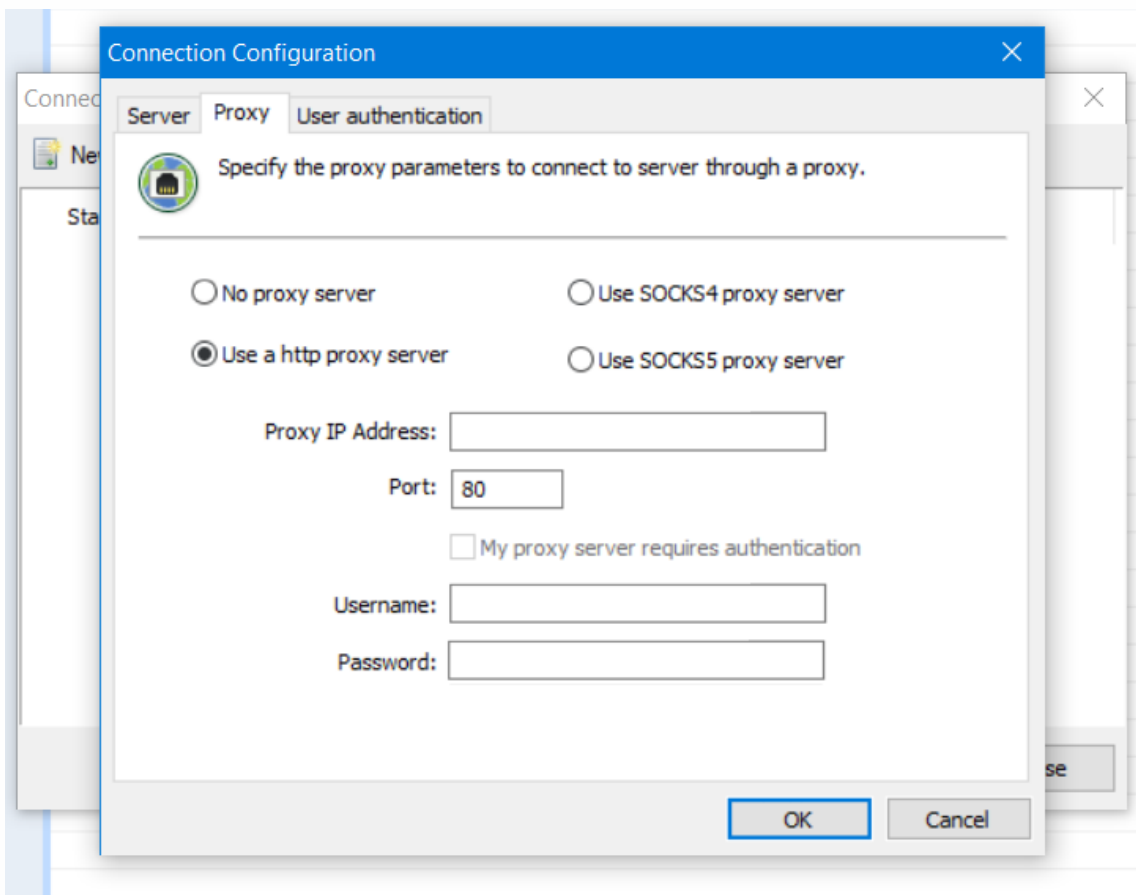 Connection Configuration
Connec
Server Proxy User authentication
Specify the proxy parameters to connect to server through a proxy.
No proxy server
Use SOCKS4 proxy server
Use a http proxy server
Use SOCKS5 proxy server
Proxy IP Address:
Port: 80
My proxy server requires authentication
Username:
Password:
OK Cancel